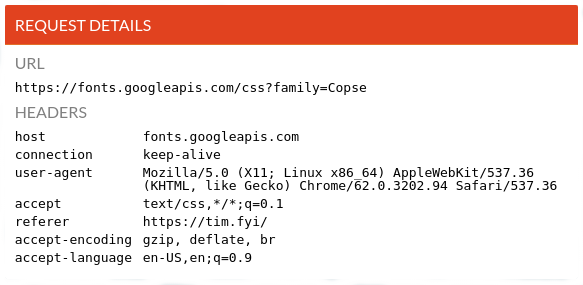 REQUEST DETAILS
URL
https://fonts.googleapis.com/css?family=Copse
HEADERS
host fonts.googleapis.com
connection keep-alive
user-agent Mozilla/5.0 (X11; Linux x86_64) AppleWebKit/537.36
(KHTML, like Gecko) Chrome/62.0.3202.94 Safari/537.36
accept text/css,*/*;q=0.1
referer https://tim.fyi/
accept-encoding gzip, deflate, br
accept-language en-US,en;q=0.9